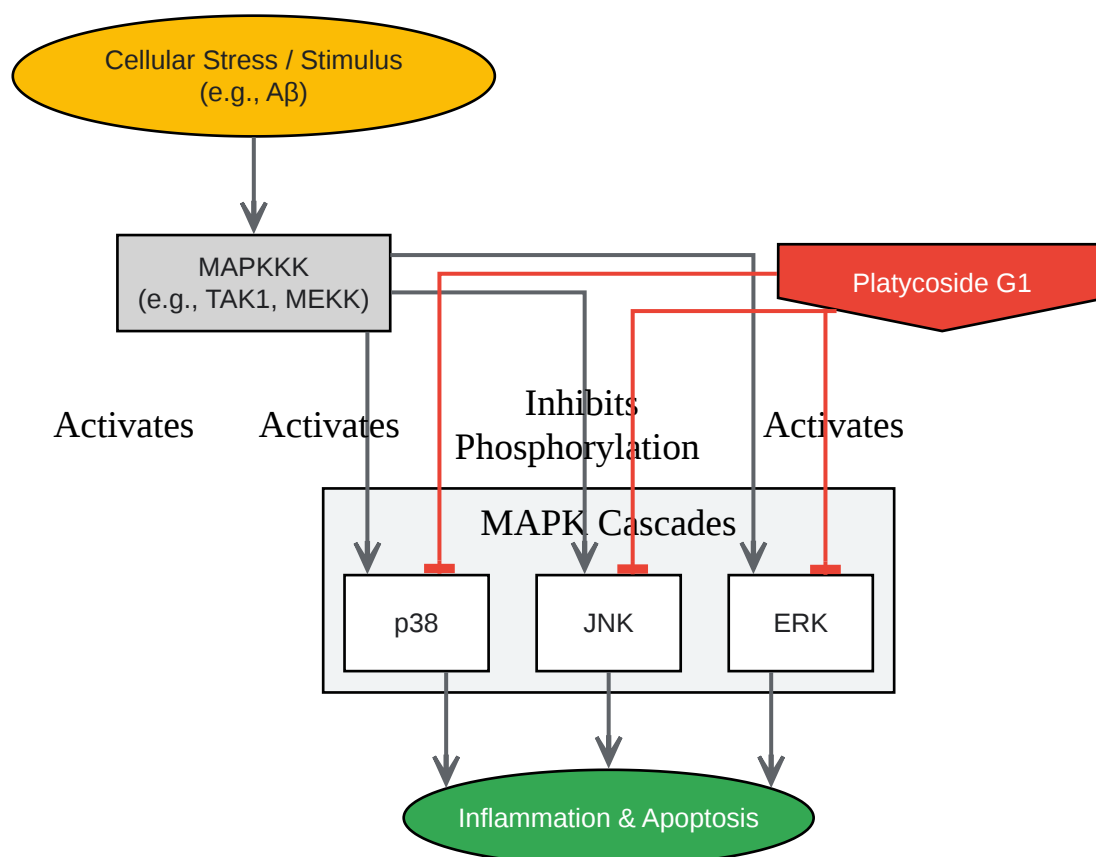 Cellular Stress / Stimulus
(e.g., Aβ)
MAPKKK
(e.g., TAK1, MEKK)
Platycoside G1
Activates
Activates
Inhibits
Phosphorylation
Activates
MAPK Cascades
p38
JNK
ERK
Inflammation & Apoptosis